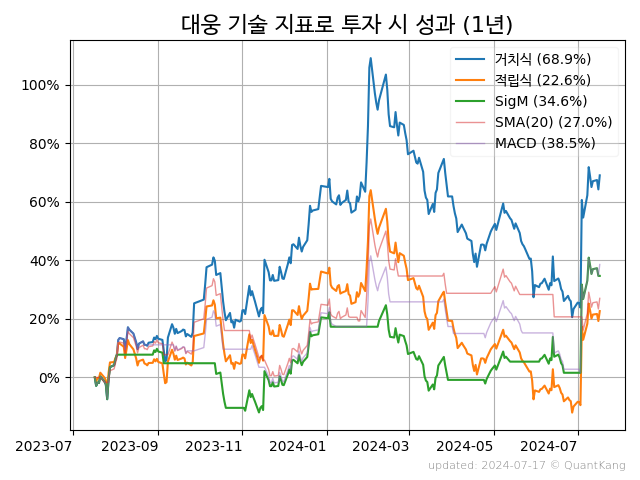 대웅 기술 지표로 투자 시 성과 (1년)
거치식 (68.9%)
적립식 (22.6%)
SigM (34.6%)
SMA(20) (27.0%)
MACD (38.5%)
100%
80%
60%
40%
20%
0%
2023-07
2023-09
2023-11
2024-01
2024-03
2024-05
2024-07
updated: 2024-07-17 © QuantKang